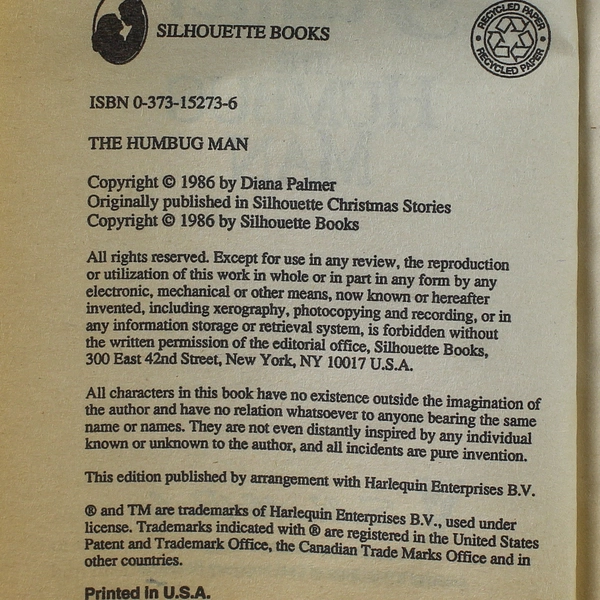 SILHOUETTE BOOKS
RECYCLED PAPER
RECYCLED PAPER
ISBN 0-373-15273-6
THE HUMBUG MAN
Copyright © 1986 by Diana Palmer
Originally published in Silhouette Christmas Stories
Copyright © 1986 by Silhouette Books
All rights reserved. Except for use in any review, the reproduction
or utilization of this work in whole or in part in any form by any
electronic, mechanical or other means, now known or hereafter
invented, including xerography, photocopying and recording, or in
any information storage or retrieval system, is forbidden without
the written permission of the editorial office, Silhouette Books,
300 East 42nd Street, New York, NY 10017 U.S.A.
All characters in this book have no existence outside the imagination of
the author and have no relation whatsoever to anyone bearing the same
name or names. They are not even distantly inspired by any individual
known or unknown to the author, and all incidents are pure invention.
This edition published by arrangement with Harlequin Enterprises B.V.
® and TM are trademarks of Harlequin Enterprises B.V., used under
license. Trademarks indicated with ® are registered in the United States
Patent and Trademark Office, the Canadian Trade Marks Office and in
other countries.
Printed in U.S.A.